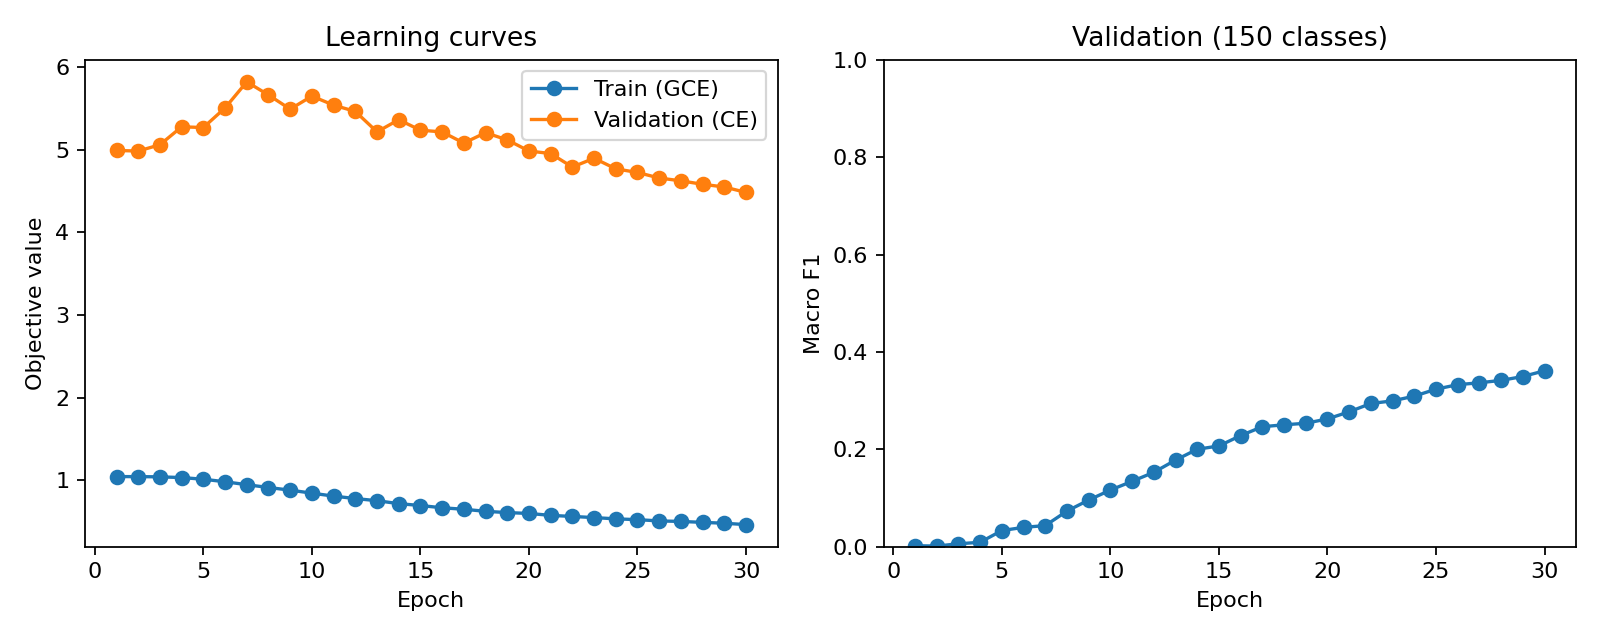 Learning curves
Objective value
6
5
4
3
2
1
Train (GCE)
Validation (CE)
0 5 10 15 20 25 30
Epoch
Validation (150 classes)
Macro F1
1.0
0.8
0.6
0.4
0.2
0.0
0 5 10 15 20 25 30
Epoch